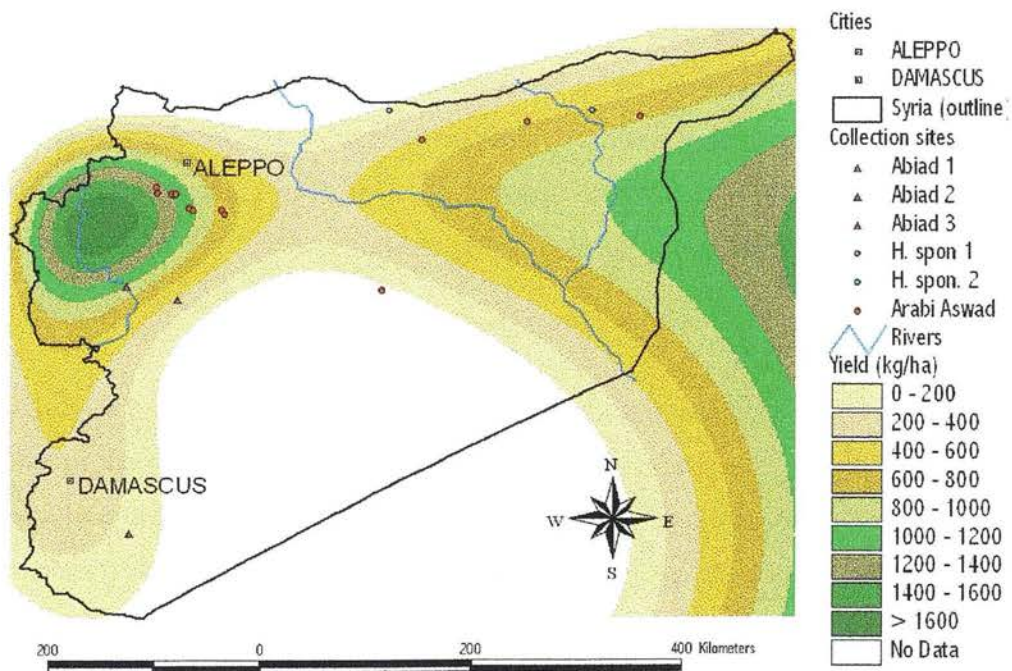 Cities
ALEPPO
DAMASCUS
Syria (outline)
Collection sites
Abiad 1
Abiad 2
Abiad 3
H. spon 1
H. spon. 2
Arabi Aswad
Rivers
Yield (kg/ha)
0 - 200
200 - 400
400 - 600
600 - 800
800 - 1000
1000 - 1200
1200 - 1400
1400 - 1600
> 1600
No Data
ALEPPO
DAMASCUS
N
W E
S
200 0 200 400 Kilometers